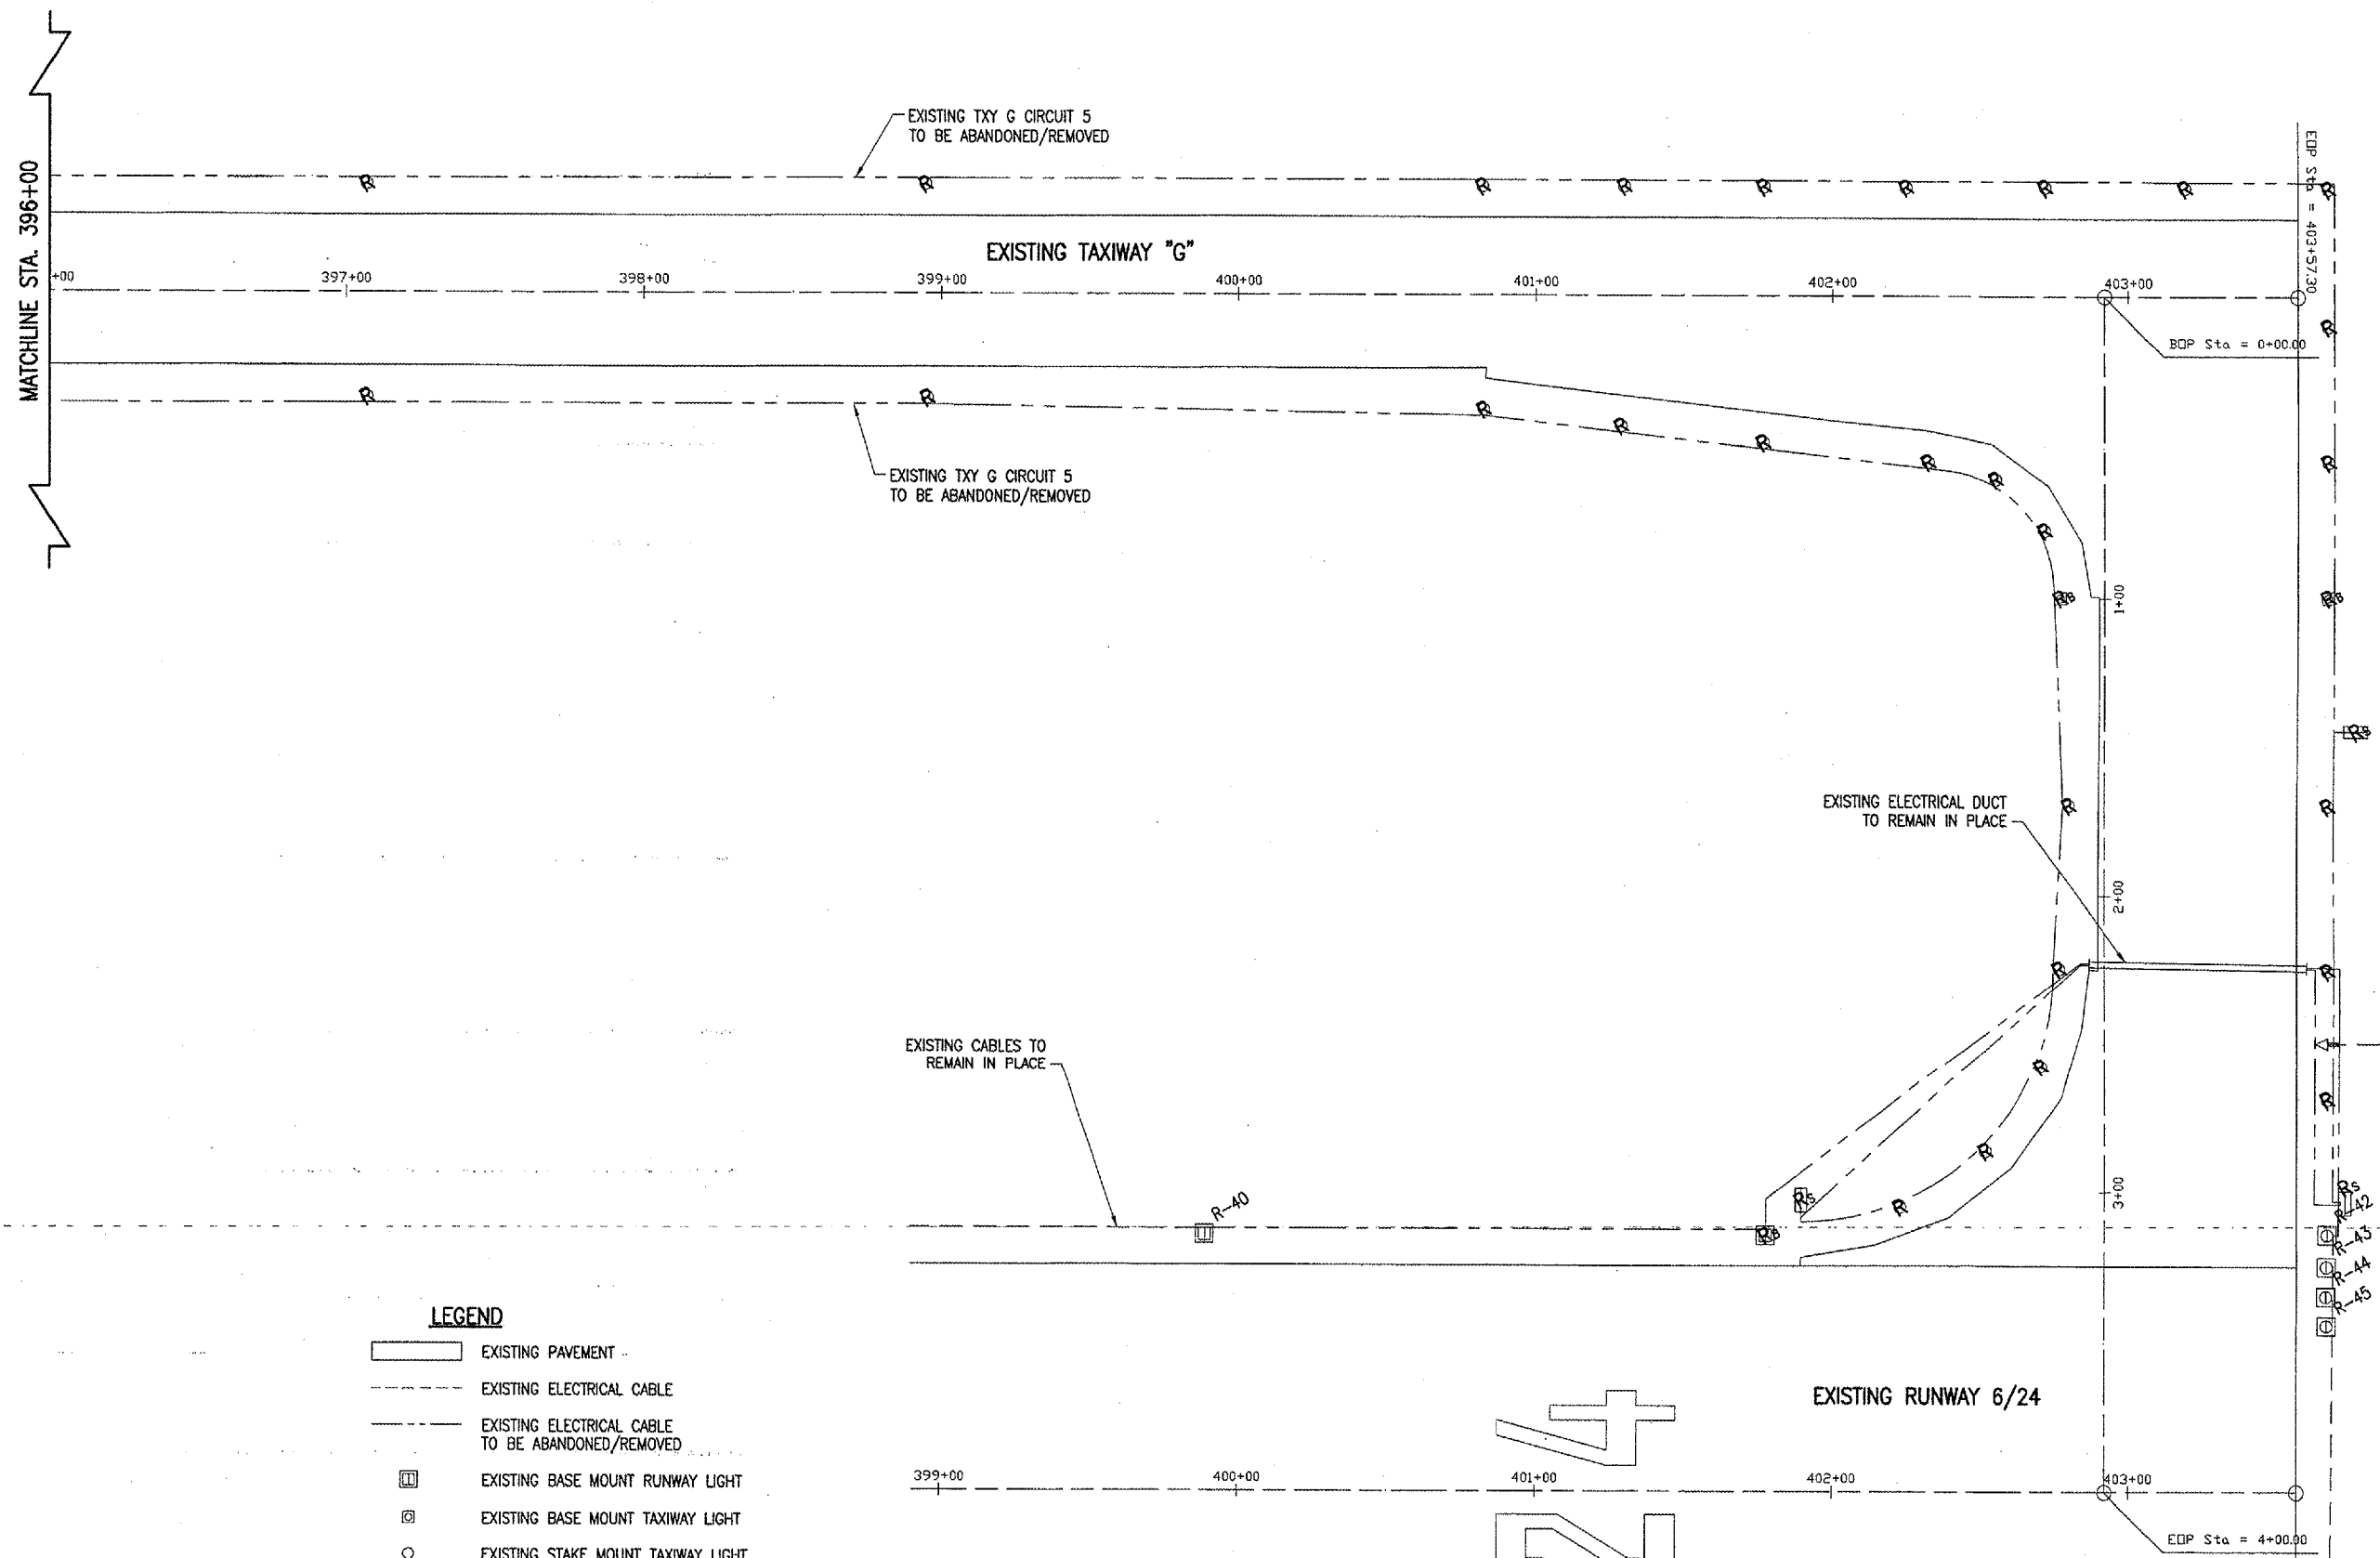 EXISTING TXY G CIRCUIT 5
TO BE ABANDONED/REMOVED
MATCHLINE STA. 396+00
EOP Sta = 403+57.30
R
R
R
R
R
R
R
R
R
EXISTING TAXIWAY "G"
+00
397+00
398+00
399+00
400+00
401+00
402+00
403+00
BOP Sta = 0+00.00
R
R
R
R
R
R
R
R
R
R
EXISTING TXY G CIRCUIT 5
TO BE ABANDONED/REMOVED
1+00
R/B
R/B
RS
EXISTING ELECTRICAL DUCT
TO REMAIN IN PLACE
R
R
2+00
R
R
EXISTING CABLES TO
REMAIN IN PLACE
R
R
R
R
3+00
RS
RS
R-40
R/B
R-42
R-43
R-44
R-45
LEGEND
EXISTING PAVEMENT
EXISTING ELECTRICAL CABLE
EXISTING ELECTRICAL CABLE
TO BE ABANDONED/REMOVED
EXISTING BASE MOUNT RUNWAY LIGHT
EXISTING BASE MOUNT TAXIWAY LIGHT
EXISTING STAKE MOUNT TAXIWAY LIGHT
EXISTING RUNWAY 6/24
24
399+00
400+00
401+00
402+00
403+00
EOP Sta = 4+00.00